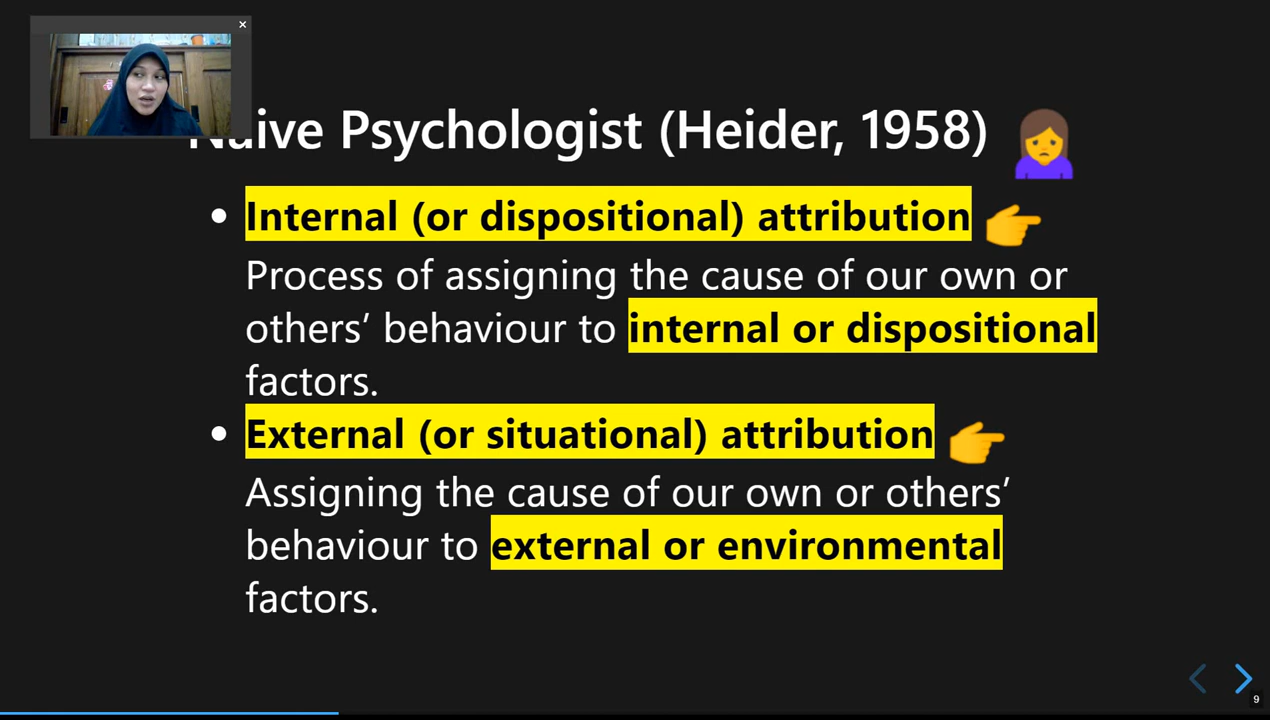 Naive Psychologist (Heider, 1958)
• Internal (or dispositional) attribution
Process of assigning the cause of our own or
others’ behaviour to internal or dispositional
factors.
• External (or situational) attribution
Assigning the cause of our own or others’
behaviour to external or environmental
factors.
9